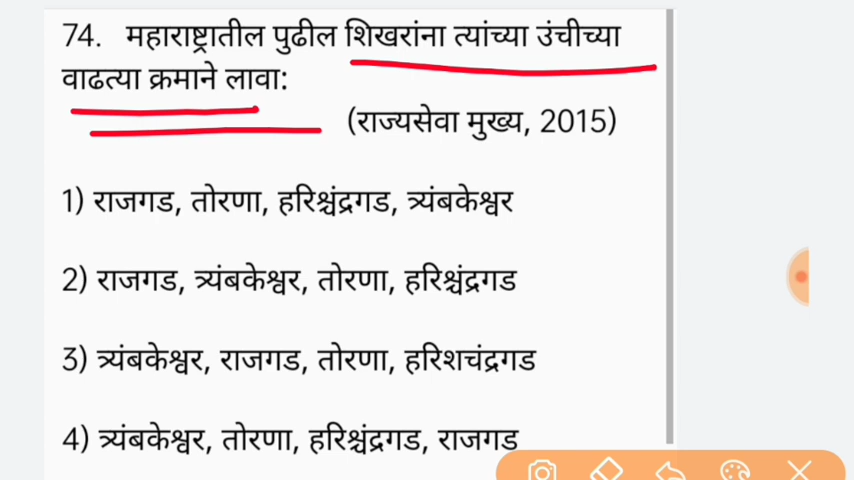 74. महाराष्ट्रातील पुढील शिखरांना त्यांच्या उंचीच्या
वाढत्या क्रमाने लावा:
(राज्यसेवा मुख्य, 2015)
1) राजगड, तोरणा, हरिश्चंद्रगड, त्र्यंबकेश्वर
2) राजगड, त्र्यंबकेश्वर, तोरणा, हरिश्चंद्रगड
3) त्र्यंबकेश्वर, राजगड, तोरणा, हरिशचंद्रगड
4) त्र्यंबकेश्वर, तोरणा, हरिश्चंद्रगड, राजगड